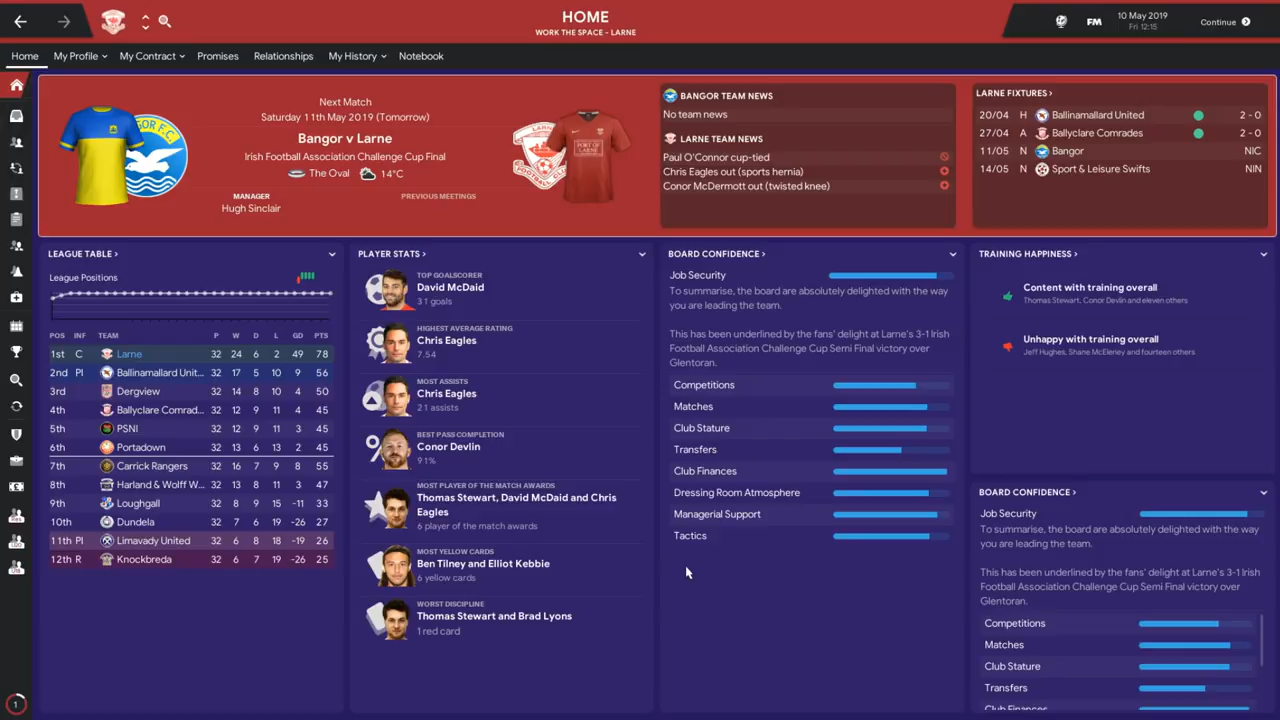 HOME
WORK THE SPACE - LARNE
FM
10 May 2019
Fri 12:15
Continue
Home
My Profile
My Contract
Promises
Relationships
My History
Notebook
Next Match
Saturday 11th May 2019 (Tomorrow)
Bangor v Larne
Irish Football Association Challenge Cup Final
The Oval 14°C
MANAGER
Hugh Sinclair
PREVIOUS MEETINGS
PORT OF
LARNE
BANGOR TEAM NEWS
No team news
LARNE TEAM NEWS
Paul O'Connor cup-tied
Chris Eagles out (sports hernia)
Conor McDermott out (twisted knee)
LARNE FIXTURES >
20/04 H Ballinamallard United 2 - 0
27/04 A Ballyclare Comrades 2 - 0
11/05 N Bangor NIC
14/05 N Sport & Leisure Swifts NIN
LEAGUE TABLE >
League Positions
POS INF TEAM P W D L GD PTS
1st C Larne 32 24 6 2 49 78
2nd Pl Ballinamallard Unit... 32 17 5 10 9 56
3rd Dergview 32 14 8 10 4 50
4th Ballyclare Comrad... 32 12 9 11 4 45
5th PSNI 32 12 9 11 3 45
6th Portadown 32 13 6 13 2 45
7th Carrick Rangers 32 16 7 9 8 55
8th Harland & Wolff W... 32 13 8 11 3 47
9th Loughgall 32 8 9 15 -11 33
10th Dundela 32 7 6 19 -26 27
11th Pl Limavady United 32 6 8 18 -19 26
12th R Knockbreda 32 6 7 19 -26 25
PLAYER STATS >
TOP GOALSCORER
David McDaid
31 goals
HIGHEST AVERAGE RATING
Chris Eagles
7.54
MOST ASSISTS
Chris Eagles
21 assists
BEST PASS COMPLETION
Conor Devlin
91%
MOST PLAYER OF THE MATCH AWARDS
Thomas Stewart, David McDaid and Chris
Eagles
6 player of the match awards
MOST YELLOW CARDS
Ben Tilney and Elliot Kebbie
6 yellow cards
WORST DISCIPLINE
Thomas Stewart and Brad Lyons
1 red card
BOARD CONFIDENCE >
Job Security
To summarise, the board are absolutely delighted with the way
you are leading the team.
This has been underlined by the fans' delight at Larne's 3-1 Irish
Football Association Challenge Cup Semi Final victory over
Glentoran.
Competitions
Matches
Club Stature
Transfers
Club Finances
Dressing Room Atmosphere
Managerial Support
Tactics
TRAINING HAPPINESS >
Content with training overall
Thomas Stewart, Conor Devlin and eleven others
Unhappy with training overall
Jeff Hughes, Shane McEleney and fourteen others
BOARD CONFIDENCE >
Job Security
To summarise, the board are absolutely delighted with the way
you are leading the team.
This has been underlined by the fans' delight at Larne's 3-1 Irish
Football Association Challenge Cup Semi Final victory over
Glentoran.
Competitions
Matches
Club Stature
Transfers
Club Finances
1